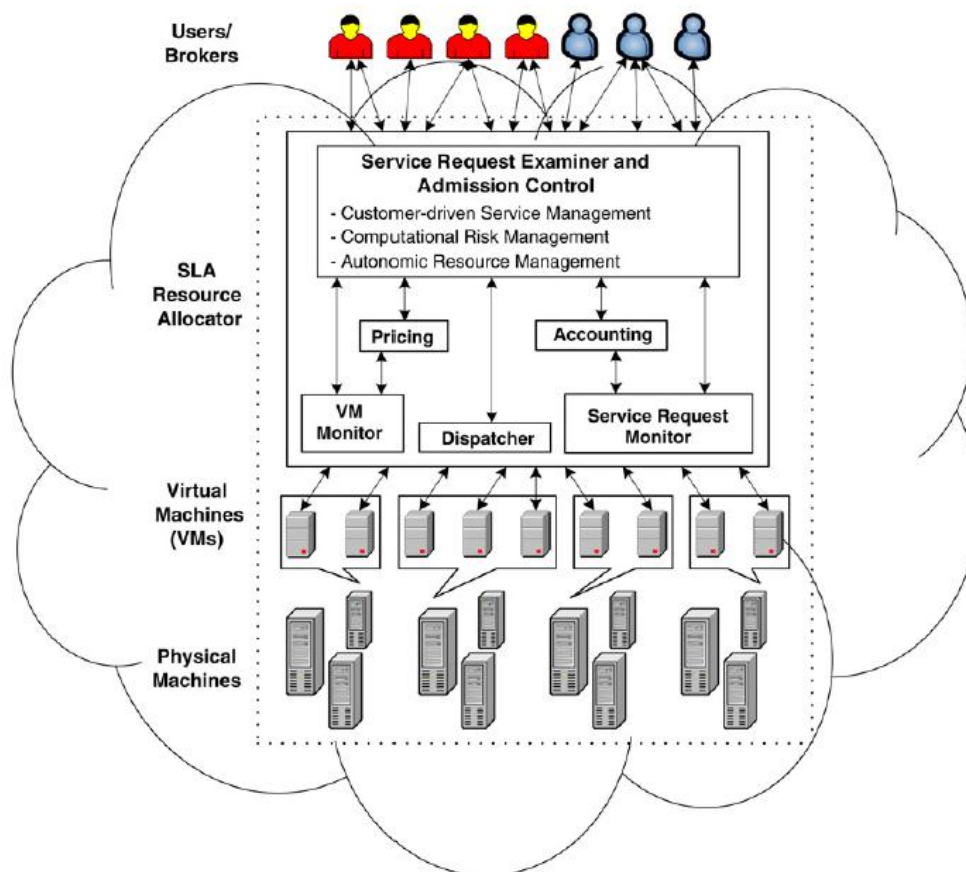 Users/
Brokers
Service Request Examiner and
Admission Control
- Customer-driven Service Management
- Computational Risk Management
- Autonomic Resource Management
SLA
Resource
Allocator
Pricing
Accounting
VM
Monitor
Dispatcher
Service Request
Monitor
Virtual
Machines
(VMs)
Physical
Machines